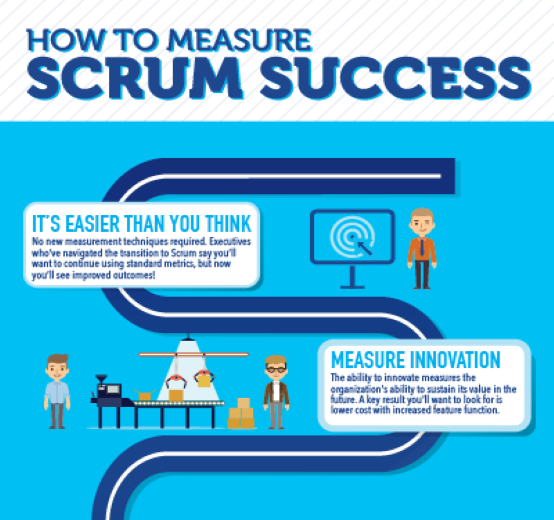 HOW TO MEASURE
SCRUM SUCCESS
IT'S EASIER THAN YOU THINK
No new measurement techniques required. Executives
who've navigated the transition to Scrum say you'll
want to continue using standard metrics, but now
you'll see improved outcomes!
MEASURE INNOVATION
The ability to innovate measures the
organization's ability to sustain its value in the
future. A key result you'll want to look for is
lower cost with increased feature function.